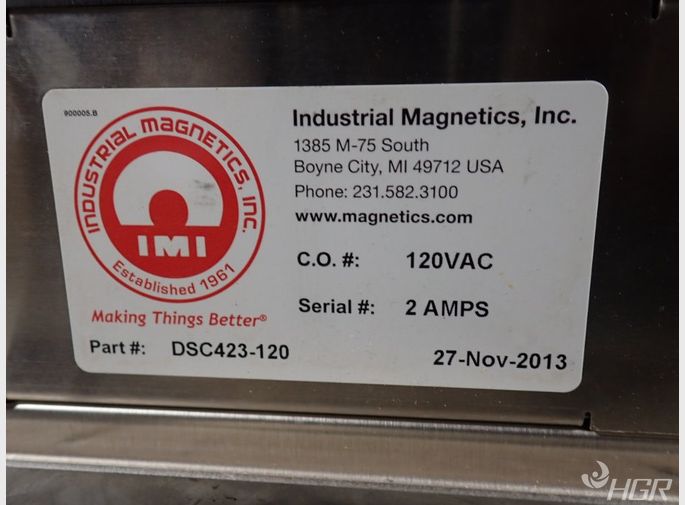 900005.B
INDUSTRIAL MAGNETICS, INC.
IMI
Established 1961
Making Things Better®
Industrial Magnetics, Inc.
1385 M-75 South
Boyne City, MI 49712 USA
Phone: 231.582.3100
www.magnetics.com
C.O. #: 120VAC
Serial #: 2 AMPS
Part #: DSC423-120 27-Nov-2013
HGR